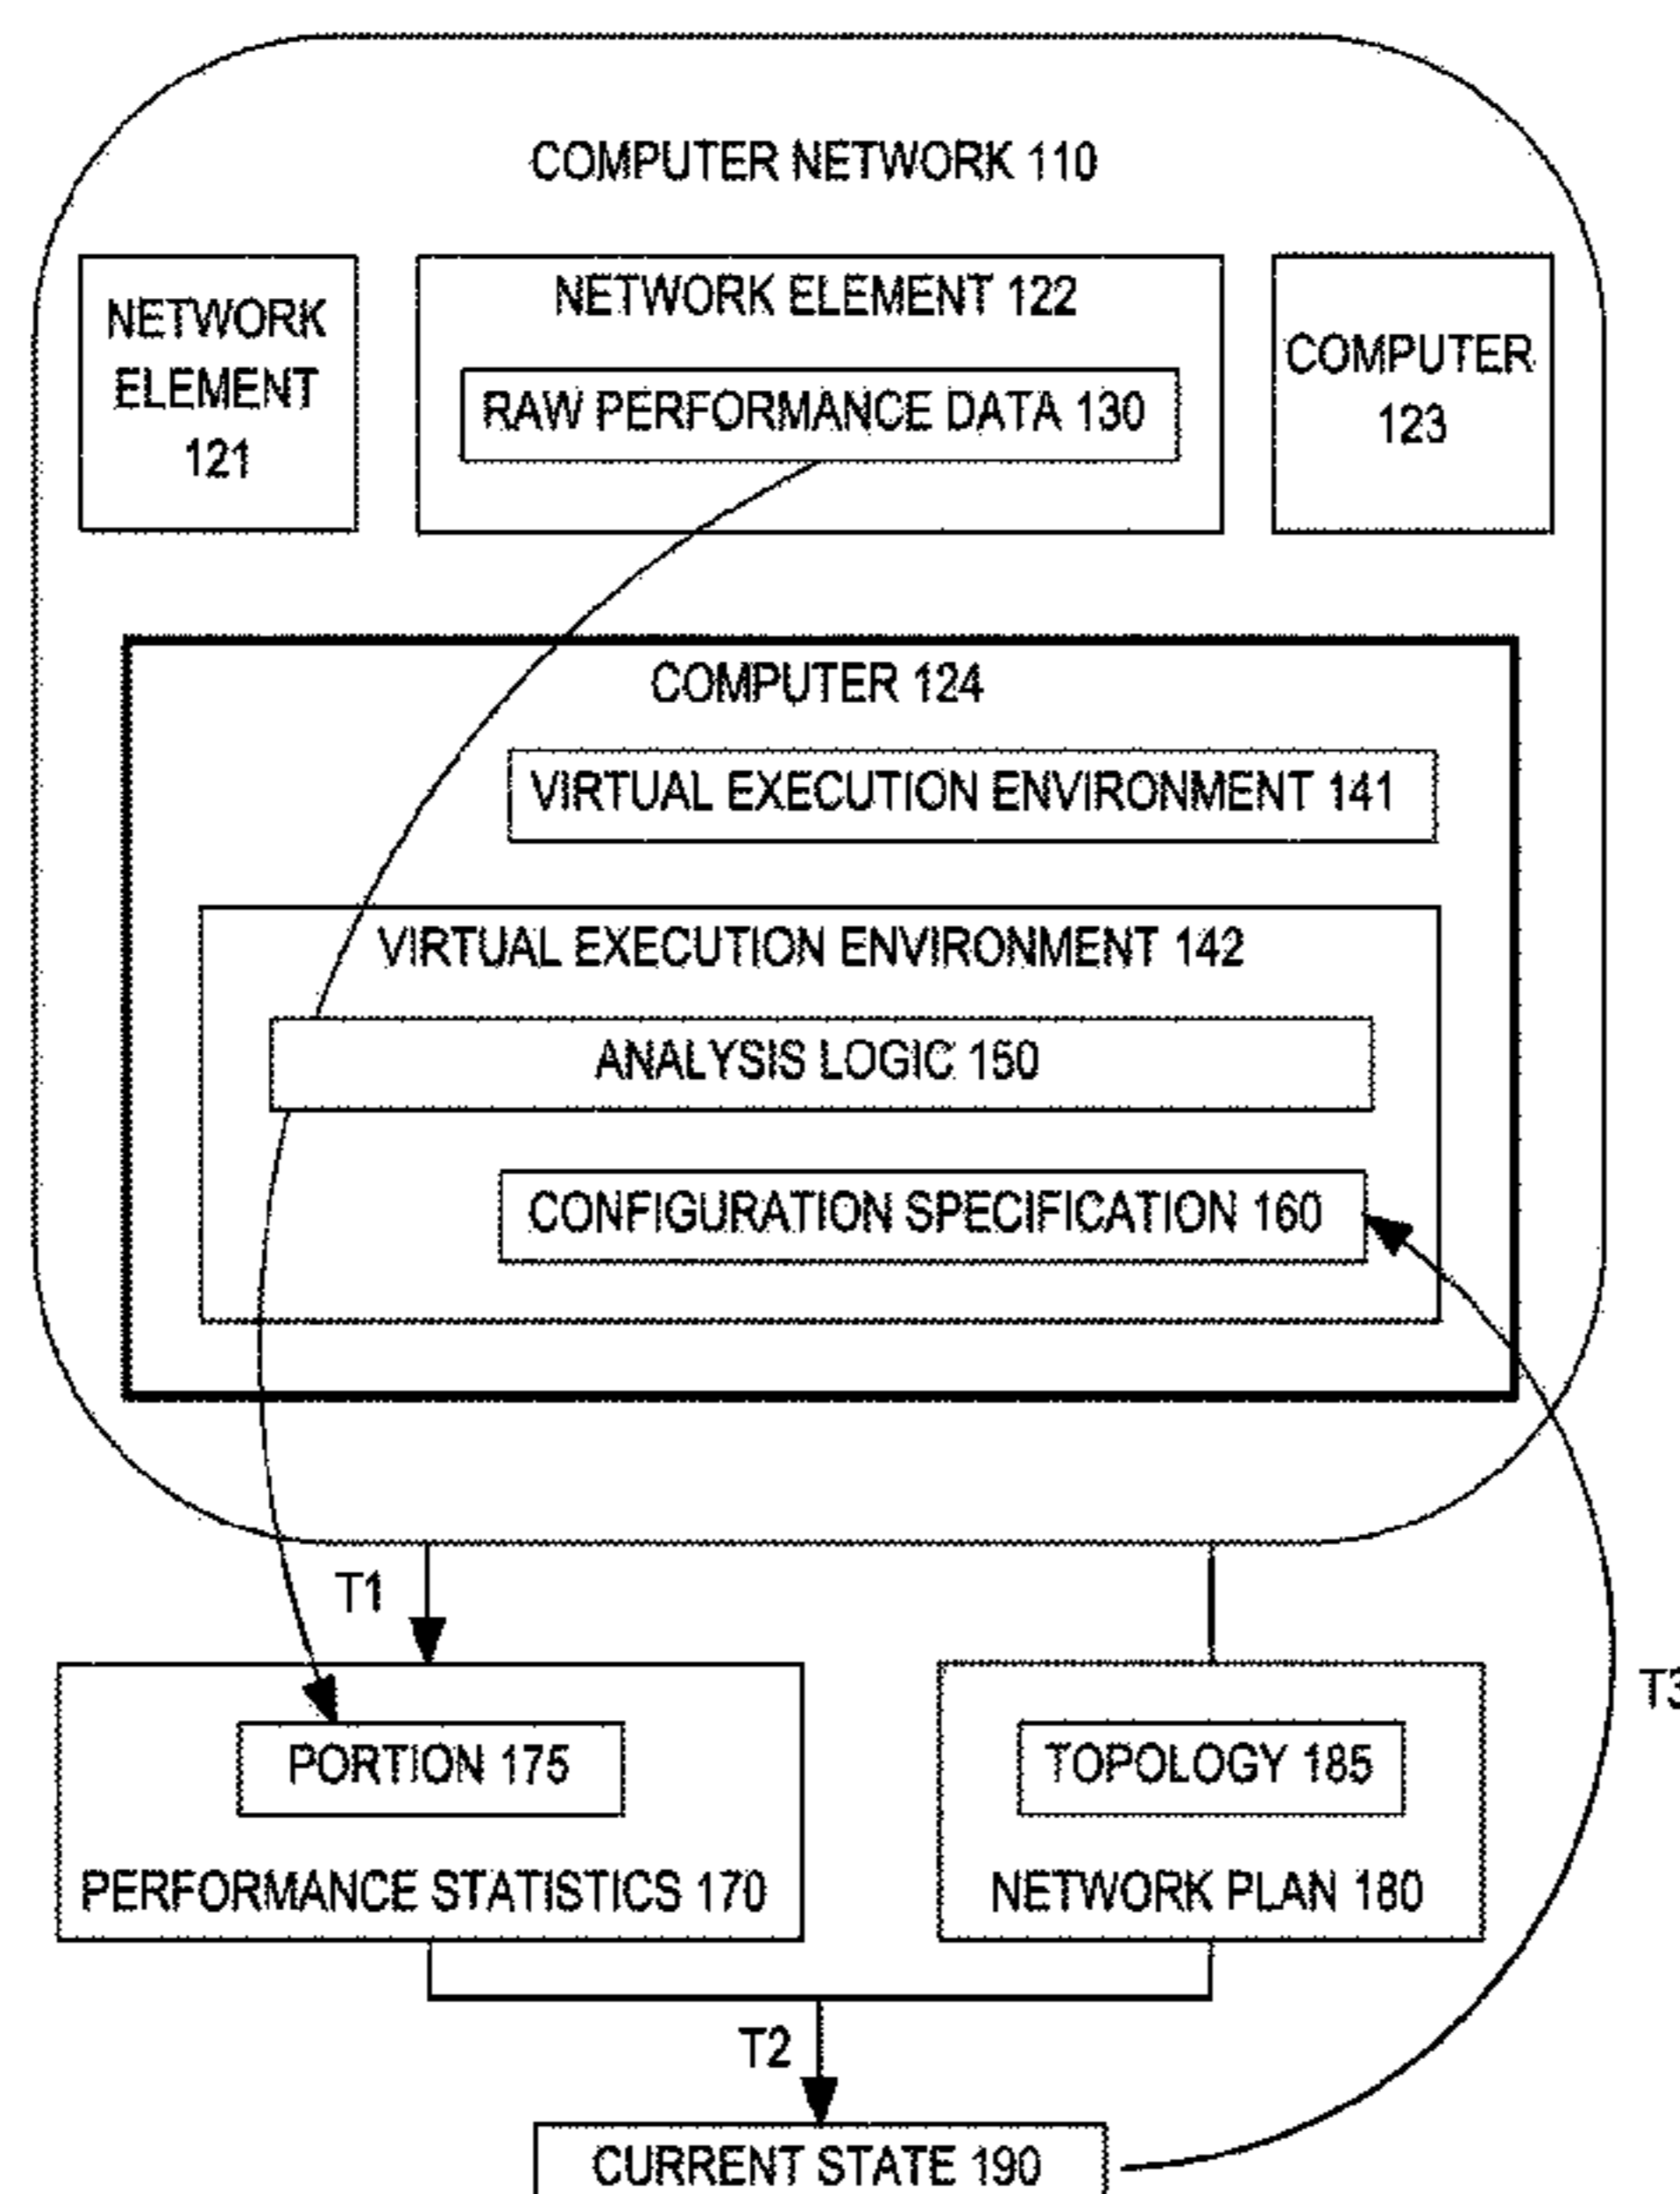 COMPUTER NETWORK 110
NETWORK
ELEMENT
121
NETWORK ELEMENT 122
RAW PERFORMANCE DATA 130
COMPUTER
123
COMPUTER 124
VIRTUAL EXECUTION ENVIRONMENT 141
VIRTUAL EXECUTION ENVIRONMENT 142
ANALYSIS LOGIC 150
CONFIGURATION SPECIFICATION 160
T1
T3
PORTION 175
PERFORMANCE STATISTICS 170
TOPOLOGY 185
NETWORK PLAN 180
T2
CURRENT STATE 190